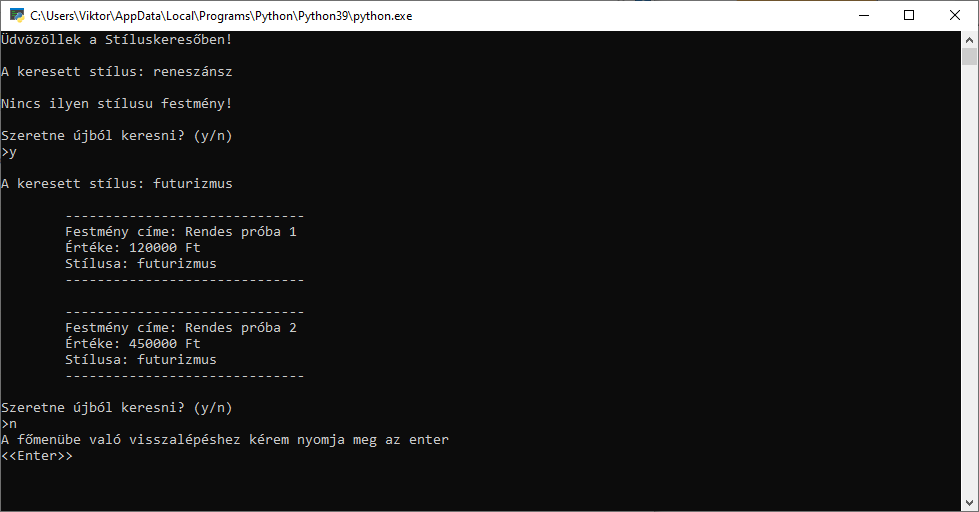 C:\Users\Viktor\AppData\Local\Programs\Python\Python39\python.exe
Üdvözöllek a Stíluskeresőben!
A keresett stílus: reneszánsz
Nincs ilyen stílusu festmény!
Szeretne újból keresni? (y/n)
>y
A keresett stílus: futurizmus
------------------------------
Festmény címe: Rendes próba 1
Értéke: 120000 Ft
Stílusa: futurizmus
------------------------------
------------------------------
Festmény címe: Rendes próba 2
Értéke: 450000 Ft
Stílusa: futurizmus
------------------------------
Szeretne újból keresni? (y/n)
>n
A főmenübe való visszalépéshez kérem nyomja meg az enter
<<Enter>>